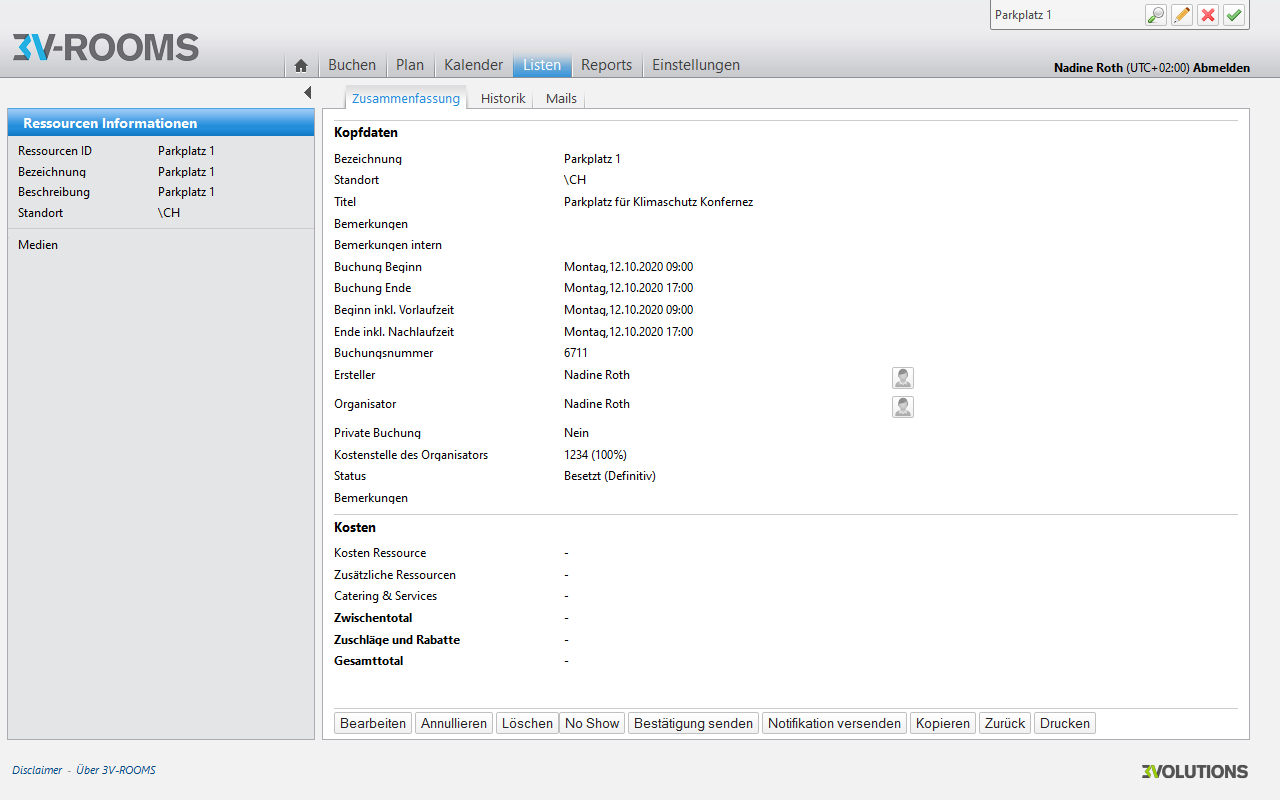 Parkplatz 1
3V-ROOMS
Buchen Plan Kalender Listen Reports Einstellungen
Nadine Roth (UTC+02:00) Abmelden
Zusammenfassung Historik Mails
Ressourcen Informationen
Ressourcen ID Parkplatz 1
Bezeichnung Parkplatz 1
Beschreibung Parkplatz 1
Standort \CH
Medien
Kopfdaten
Bezeichnung Parkplatz 1
Standort \CH
Titel Parkplatz für Klimaschutz Konfernez
Bemerkungen
Bemerkungen intern
Buchung Beginn Montag,12.10.2020 09:00
Buchung Ende Montag,12.10.2020 17:00
Beginn inkl. Vorlaufzeit Montag,12.10.2020 09:00
Ende inkl. Nachlaufzeit Montag,12.10.2020 17:00
Buchungsnummer 6711
Ersteller Nadine Roth
Organisator Nadine Roth
Private Buchung Nein
Kostenstelle des Organisators 1234 (100%)
Status Besetzt (Definitiv)
Bemerkungen
Kosten
Kosten Ressource -
Zusätzliche Ressourcen -
Catering & Services -
Zwischentotal -
Zuschläge und Rabatte -
Gesamttotal -
Bearbeiten Annullieren Löschen No Show Bestätigung senden Notifikation versenden Kopieren Zurück Drucken
Disclaimer - Über 3V-ROOMS
3VOLUTIONS